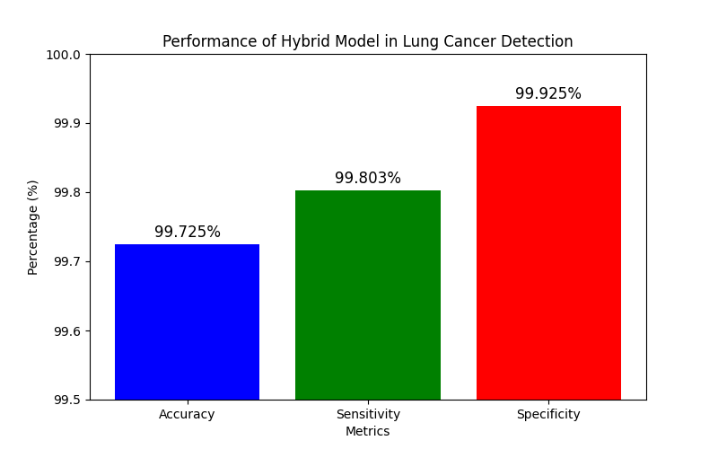 Performance of Hybrid Model in Lung Cancer Detection
100.0
99.9
99.8
99.7
99.6
99.5
Percentage (%)
99.725%
99.803%
99.925%
Accuracy
Sensitivity
Specificity
Metrics